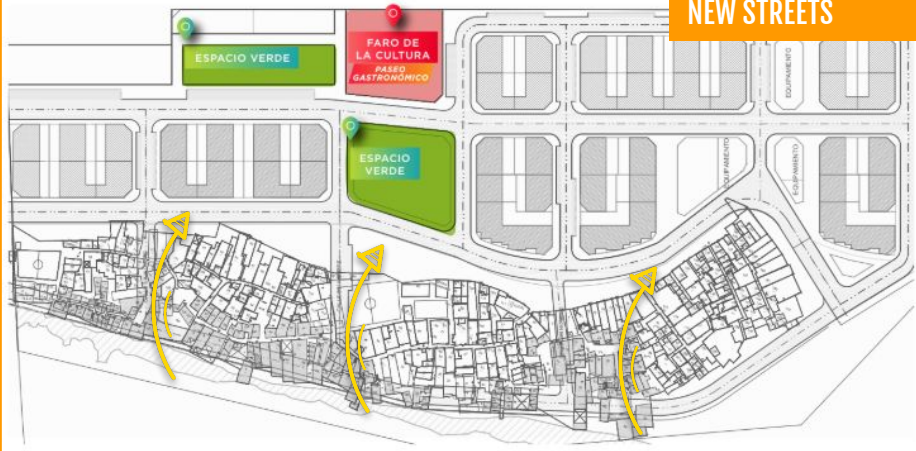 NEW STREETS
FARO DE
LA CULTURA
PASEO
GASTRONÓMICO
ESPACIO VERDE
EQUIPAMIENTO
ESPACIO
VERDE
EQUIPAMIENTO
EQUIPAMIENTO